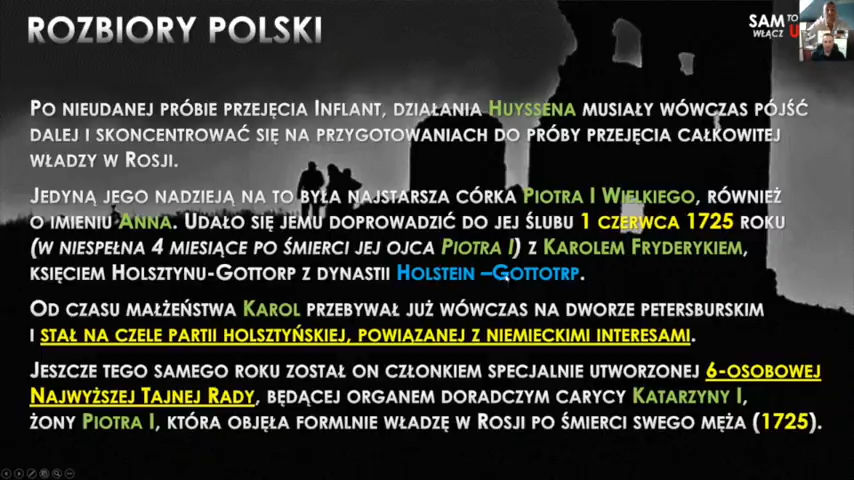 ROZBIORY POLSKI
SAM TO
WŁĄCZ U
PO NIEUDANEJ PRÓBIE PRZEJĘCIA INFLANT, DZIAŁANIA HUYSSENA MUSIAŁY WÓWCZAS PÓJŚĆ
DALEJ I SKONCENTROWAĆ SIĘ NA PRZYGOTOWANIACH DO PRÓBY PRZEJĘCIA CAŁKOWITEJ
WŁADZY W ROSJI.
JEDYNĄ JEGO NADZIEJĄ NA TO BYŁA NAJSTARSZA CÓRKA PIOTRA I WIELKIEGO, RÓWNIEŻ
O IMIENIU ANNA. UDAŁO SIĘ JEMU DOPROWADZIĆ DO JEJ ŚLUBU 1 CZERWCA 1725 ROKU
(W NIESPEŁNA 4 MIESIĄCE PO ŚMIERCI JEJ OJCA PIOTRA I) Z KAROLEM FRYDERYKIEM,
KSIĘCIEM HOLSZTYNU-GOTTORP Z DYNASTII HOLSTEIN –GOTTOTRP.
OD CZASU MAŁŻEŃSTWA KAROL PRZEBYWAŁ JUŻ WÓWCZAS NA DWORZE PETERSBURSKIM
I STAŁ NA CZELE PARTII HOLSZTYŃSKIEJ, POWIĄZANEJ Z NIEMIECKIMI INTERESAMI.
JESZCZE TEGO SAMEGO ROKU ZOSTAŁ ON CZŁONKIEM SPECJALNIE UTWORZONEJ 6-OSOBOWEJ
NAJWYŻSZEJ TAJNEJ RADY, BĘDĄCEJ ORGANEM DORADCZYM CARYCY KATARZYNY I,
ŻONY PIOTRA I, KTÓRA OBJĘŁA FORMLNIE WŁADZĘ W ROSJI PO ŚMIERCI SWEGO MĘŻA (1725).